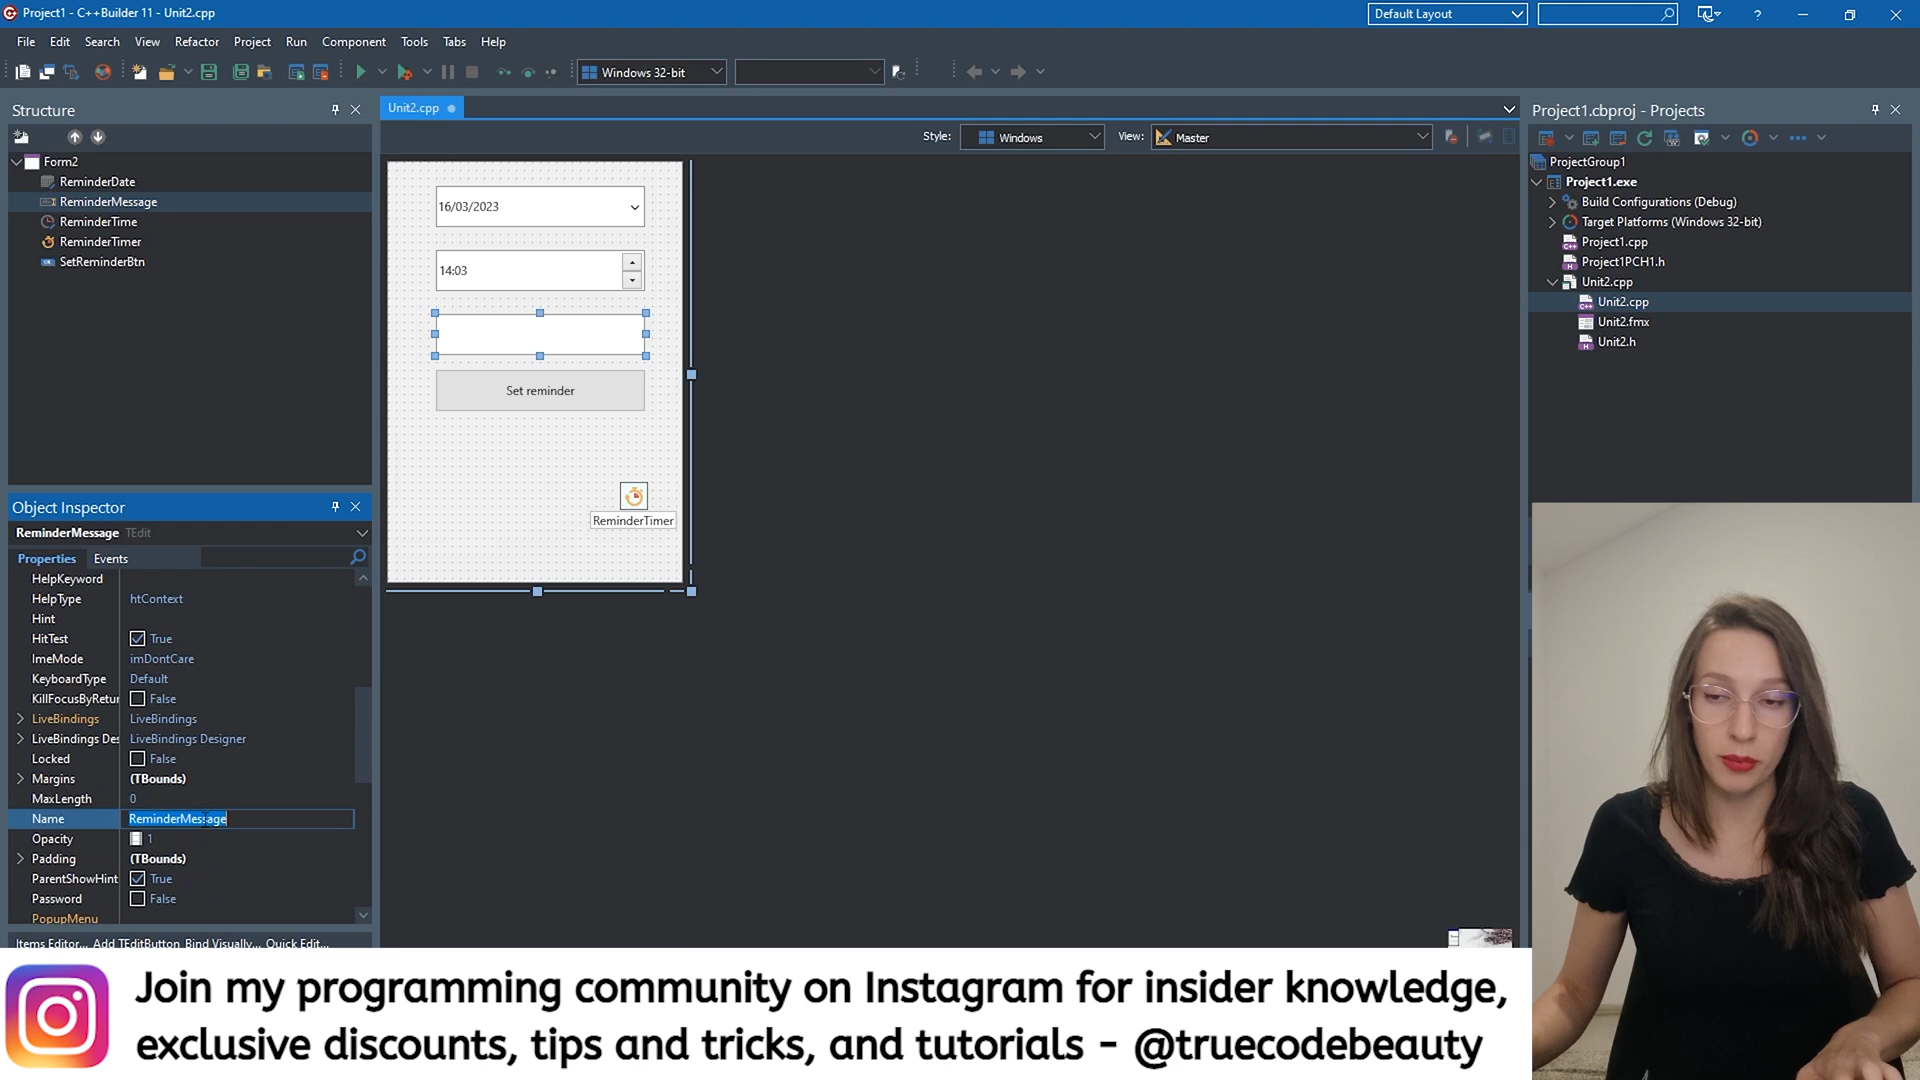 Project1 - C++Builder 11 - Unit2.cpp
Default Layout
?
File Edit Search View Refactor Project Run Component Tools Tabs Help
Windows 32-bit
Structure
Form2
ReminderDate
ReminderMessage
ReminderTime
ReminderTimer
SetReminderBtn
Unit2.cpp
Style: Windows View: Master
16/03/2023
14:03
Set reminder
ReminderTimer
Project1.cbproj - Projects
ProjectGroup1
Project1.exe
Build Configurations (Debug)
Target Platforms (Windows 32-bit)
Project1.cpp
Project1PCH1.h
Unit2.cpp
Unit2.cpp
Unit2.fmx
Unit2.h
Object Inspector
ReminderMessage TEdit
Properties Events
HelpKeyword
HelpType htContext
Hint
HitTest True
ImeMode imDontCare
KeyboardType Default
KillFocusByRetur False
LiveBindings LiveBindings
LiveBindings Des LiveBindings Designer
Locked False
Margins (TBounds)
MaxLength 0
Name ReminderMessage
Opacity 1
Padding (TBounds)
ParentShowHint True
Password False
PopupMenu
Items Editor... Add TEditButton Bind Visually... Quick Edit...
Join my programming community on Instagram for insider knowledge,
exclusive discounts, tips and tricks, and tutorials - @truecodebeauty